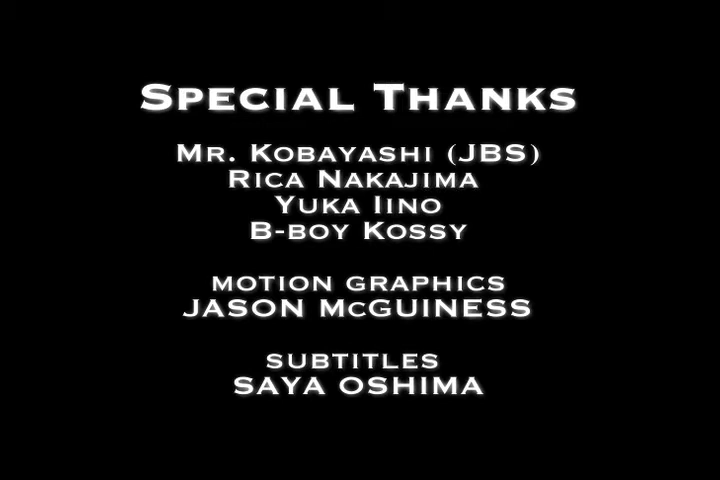 Special Thanks
Mr. Kobayashi (JBS)
Rica Nakajima
Yuka Iino
B-boy Kossy
MOTION GRAPHICS
JASON McGUINESS
SUBTITLES
SAYA OSHIMA